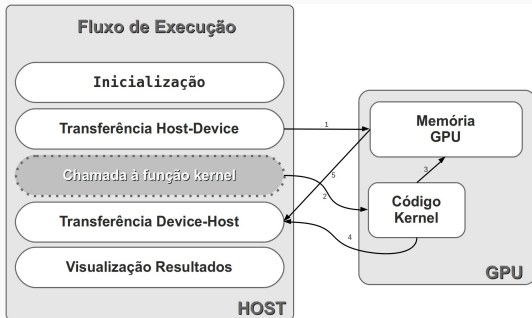 Fluxo de Execução
Inicialização
Transferência Host-Device
Chamada à função kernel
Transferência Device-Host
Visualização Resultados
HOST
1
5
2
3
4
Memória
GPU
Código
Kernel
GPU